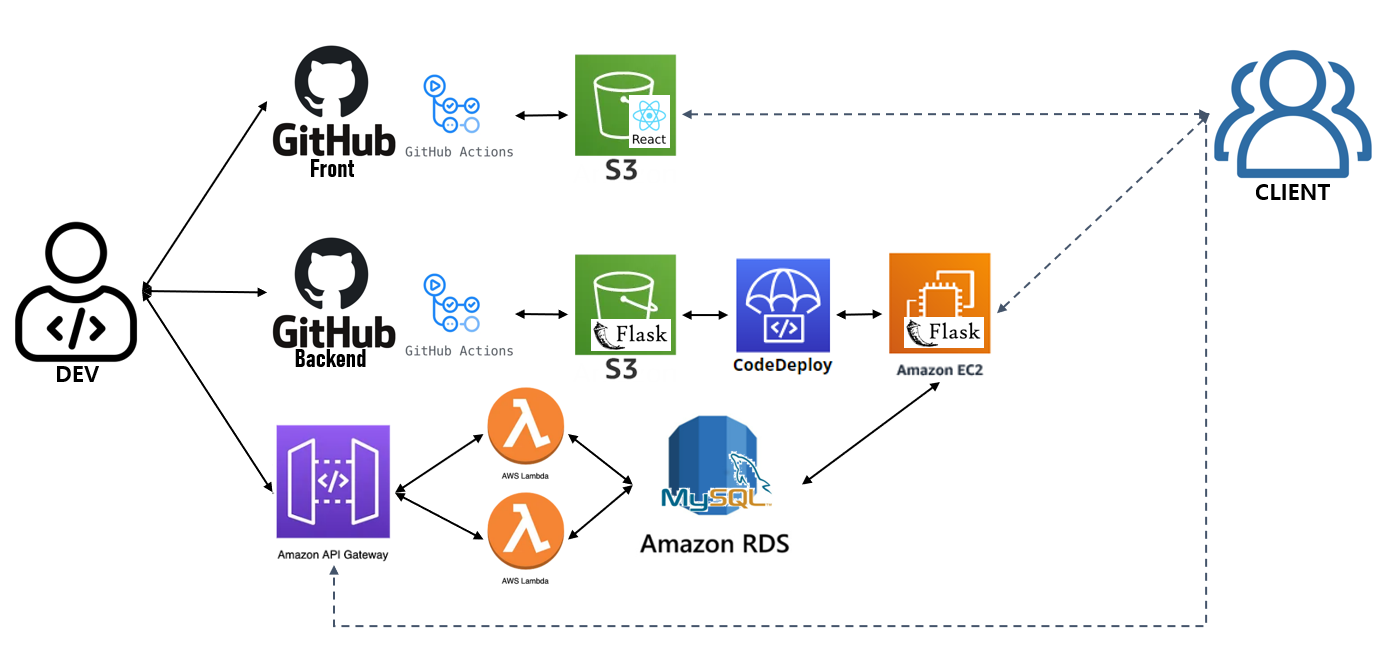 GitHub
Front
GitHub Actions
React
S3
CLIENT
DEV
GitHub
Backend
GitHub Actions
Flask
S3
CodeDeploy
Flask
Amazon EC2
Amazon API Gateway
AWS Lambda
AWS Lambda
MySQL™
Amazon RDS